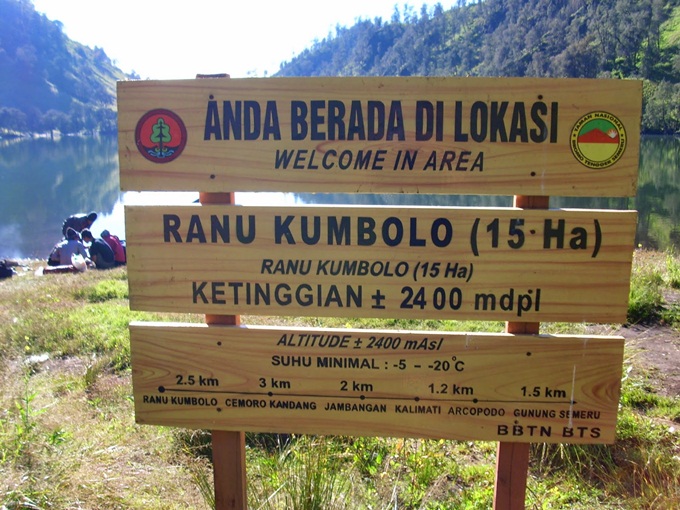 ANDA BERADA DI LOKASI
WELCOME IN AREA
RANU KUMBOLO (15 Ha)
RANU KUMBOLO (15 Ha)
KETINGGIAN ± 2400 mdpl
ALTITUDE ± 2400 mAsl
SUHU MINIMAL : -5 - -20°C
2.5 km 3 km 2 km 1.2 km 1.5 km
RANU KUMBOLO CEMORO KANDANG JAMBANGAN KALIMATI ARCOPODO GUNUNG SEMERU
BBTN BTS